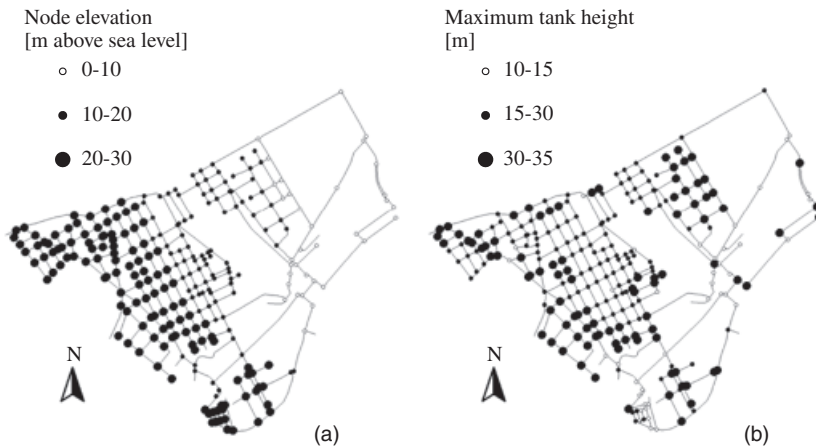 Node elevation
[m above sea level]
0-10
10-20
20-30
N
(a)
Maximum tank height
[m]
10-15
15-30
30-35
N
(b)